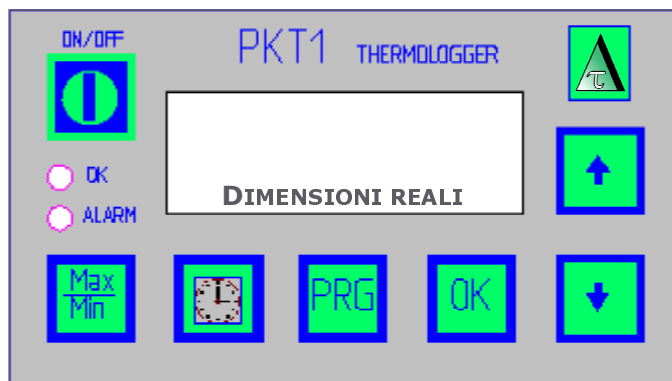 ON/OFF
PKT1 THERMOLOGGER
τ
OK
DIMENSIONI REALI
ALARM
Max
Min
PRG
OK